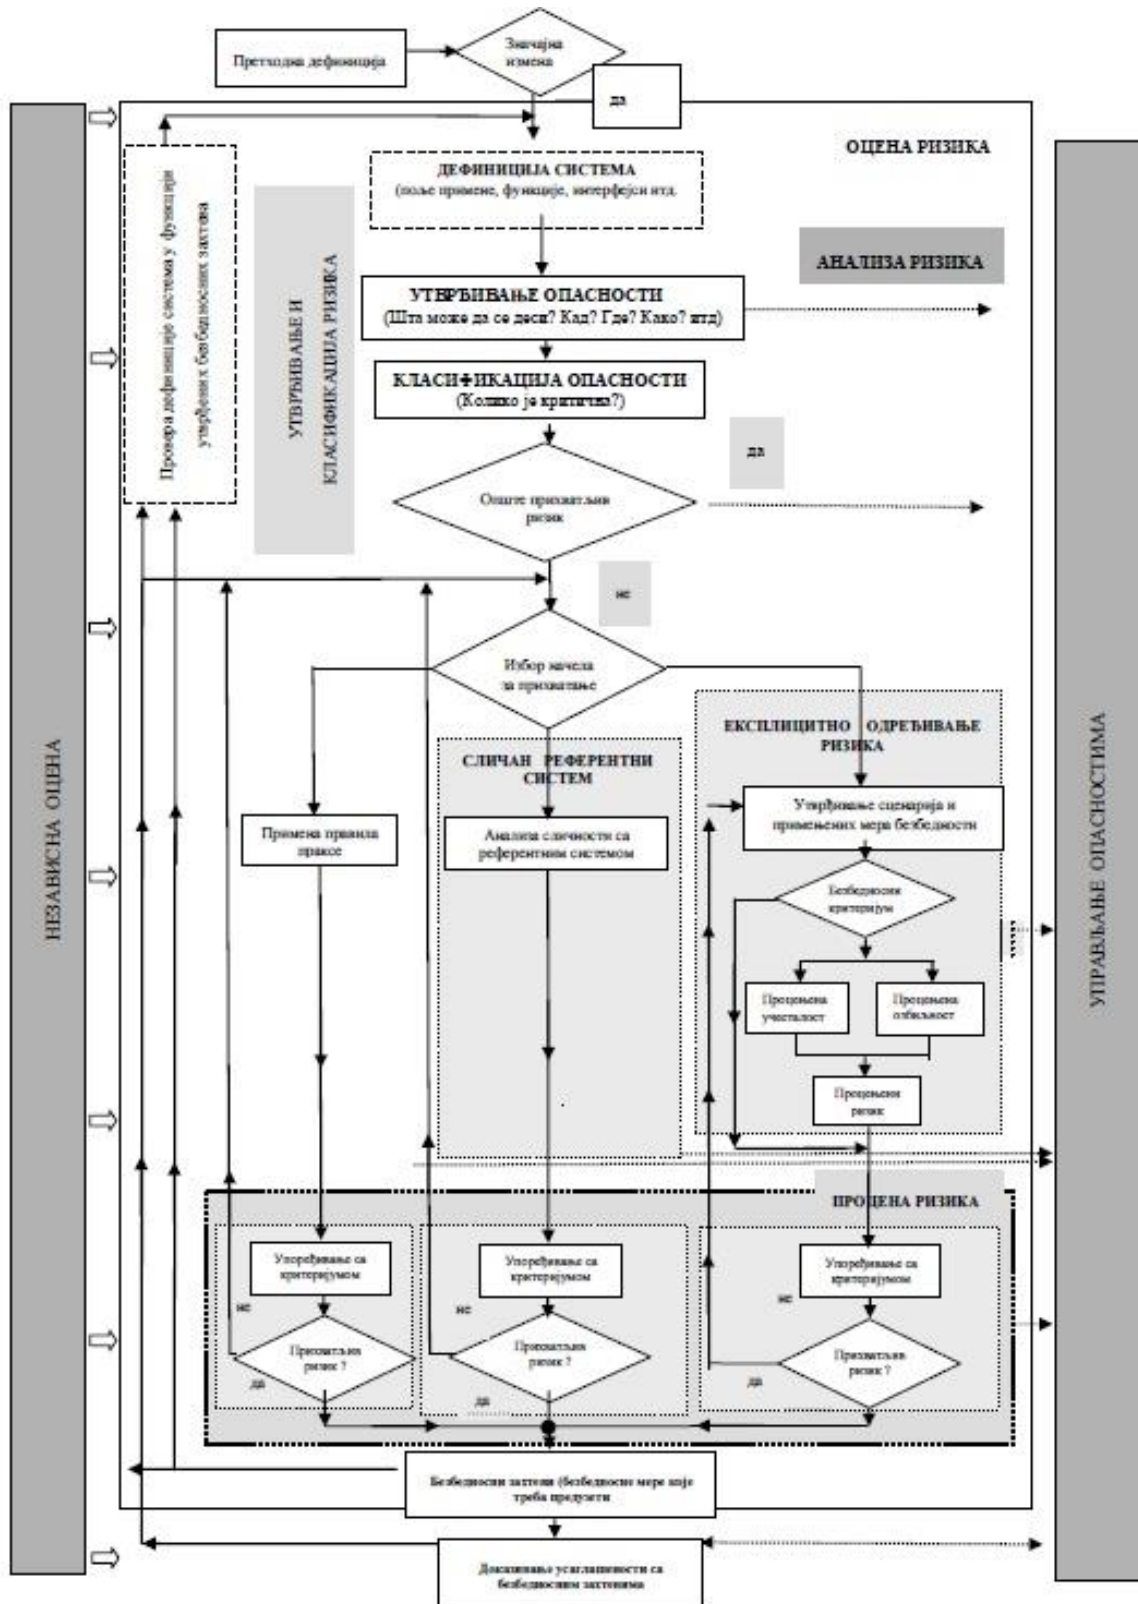 Претходна дефиниција
Значајна
измена
да
ОЦЕНА РИЗИКА
ДЕФИНИЦИЈА СИСТЕМА
(поље примене, функције, интерфејси итд.
АНАЛИЗА РИЗИКА
Провера дефиниције система у функцији
утврђених безбедносних захтева
УТВРЂИВАЊЕ И
КЛАСИФИКАЦИЈА РИЗИКА
УТВРЂИВАЊЕ ОПАСНОСТИ
(Шта може да се деси? Кад? Где? Како? итд)
КЛАСИФИКАЦИЈА ОПАСНОСТИ
(Колико је критична?)
да
Опште прихватљив
ризик
не
Избор начела
за прихватање
НЕЗАВИСНА ОЦЕНА
УПРАВЉАЊЕ ОПАСНОСТИМА
СЛИЧАН РЕФЕРЕНТНИ
СИСТЕМ
ЕКСПЛИЦИТНО ОДРЕЂИВАЊЕ
РИЗИКА
Примена правила
праксе
Анализа сличности са
референтним системом
Утврђивање сценарија и
примењених мера безбедности
Безбедносни
критеријум
Процењена
учесталост
Процењена
озбиљност
Процењени
ризик
ПРОЦЕНА РИЗИКА
Упоређивање са
критеријумом
Упоређивање са
критеријумом
Упоређивање са
критеријумом
не
не
не
Прихватљив
ризик ?
Прихватљив
ризик ?
Прихватљив
ризик ?
да
да
да
Безбедносни захтеви (безбедносне мере које
треба предузети
Доказивање усаглашености са
безбедносним захтевима